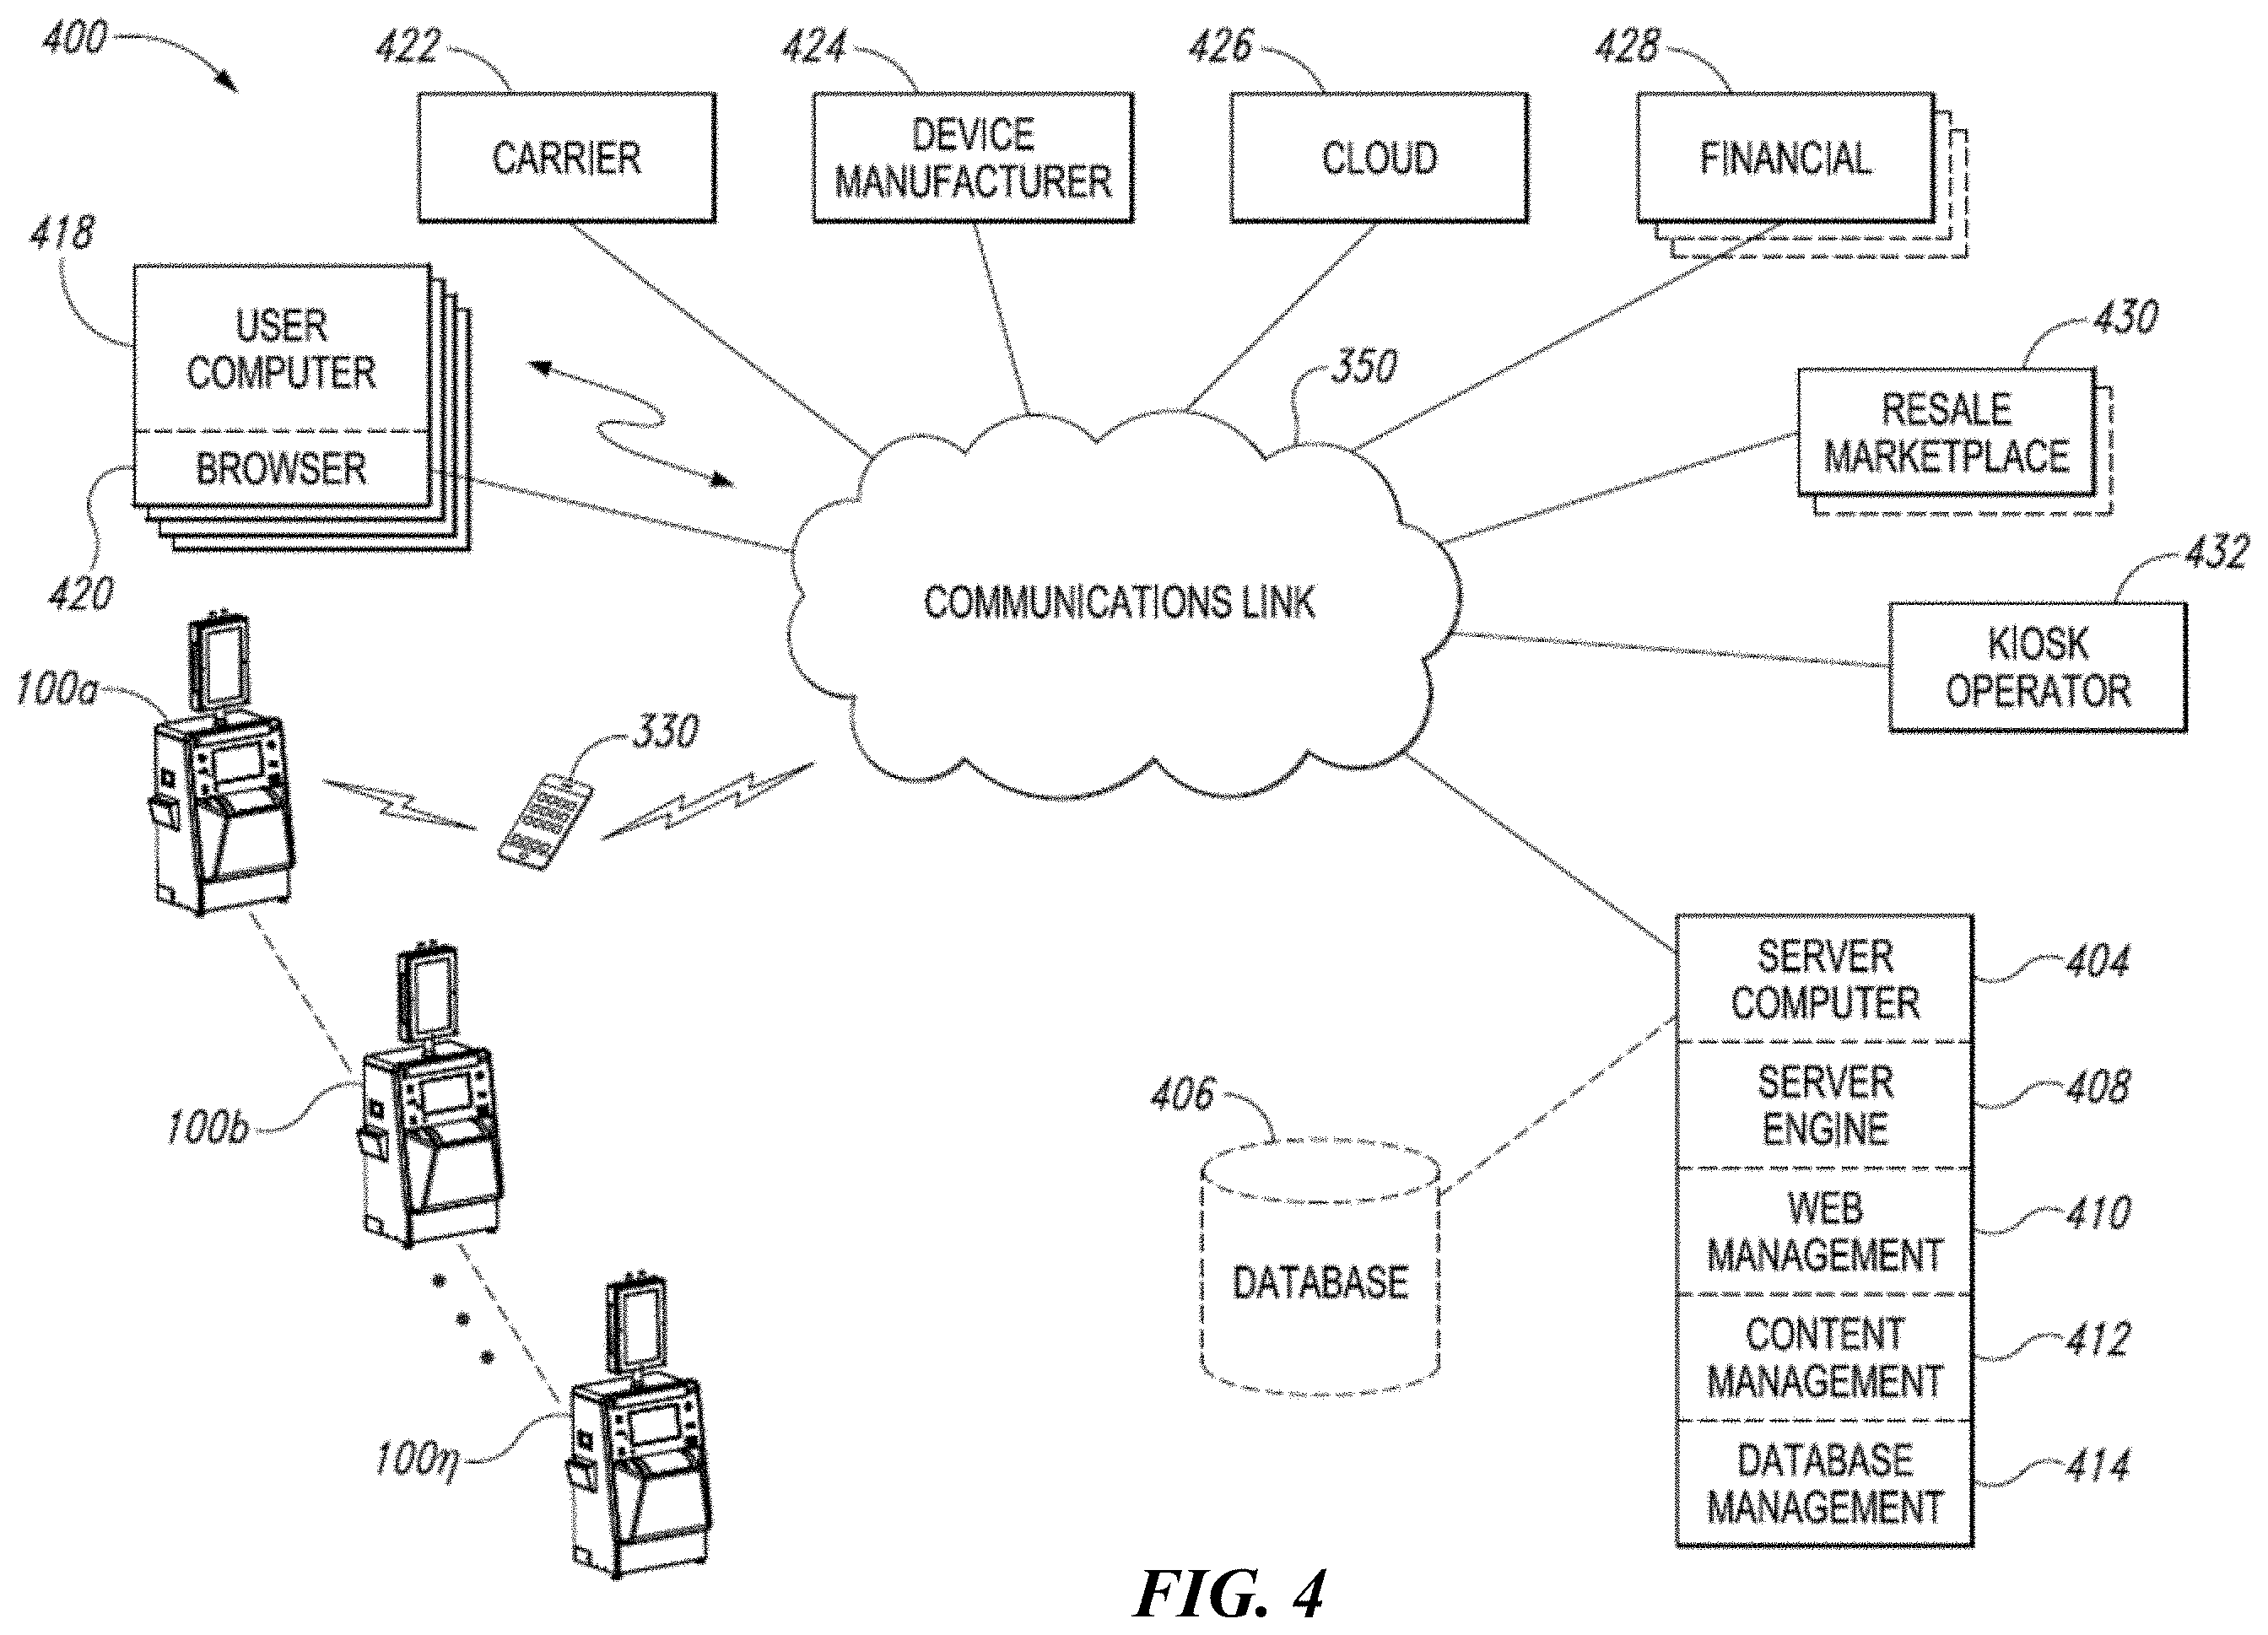 400
422
424
426
428
CARRIER
DEVICE
MANUFACTURER
CLOUD
FINANCIAL
418
USER
COMPUTER
BROWSER
420
350
430
RESALE
MARKETPLACE
432
COMMUNICATIONS LINK
KIOSK
OPERATOR
100a
330
SERVER
COMPUTER
404
406
SERVER
ENGINE
408
100b
WEB
MANAGEMENT
410
DATABASE
CONTENT
MANAGEMENT
412
100η
DATABASE
MANAGEMENT
414
FIG. 4